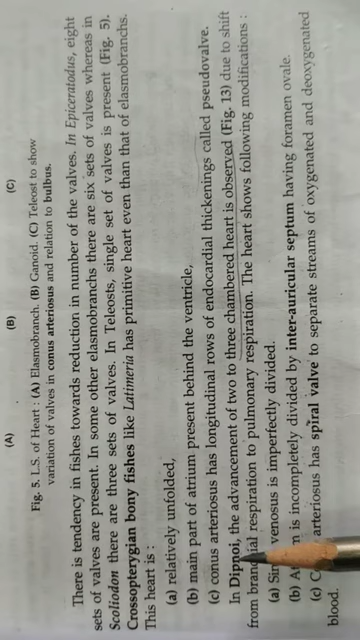 (A) (B) (C)
Fig. 5. L.S. of Heart : (A) Elasmobranch. (B) Ganoid. (C) Teleost to show
variation of valves in conus arteriosus and relation to bulbus.
There is tendency in fishes towards reduction in number of the valves. In Epiceratodus, eight
sets of valves are present. In some other elasmobranchs there are six sets of valves whereas in
Scoliodon there are three sets of valves. In Teleosts, single set of valves is present (Fig. 5).
Crossopterygian bony fishes like Latimeria has primitive heart even than that of elasmobranchs.
This heart is :
(a) relatively unfolded,
(b) main part of atrium present behind the ventricle,
(c) conus arteriosus has longitudinal rows of endocardial thickenings called pseudovalve.
In Dipnoi, the advancement of two to three chambered heart is observed (Fig. 13) due to shift
from branchial respiration to pulmonary respiration. The heart shows following modifications :
(a) venosus is imperfectly divided.
(b) is incompletely divided by inter-auricular septum having foramen ovale.
(c) arteriosus has spiral valve to separate streams of oxygenated and deoxygenated
blood.